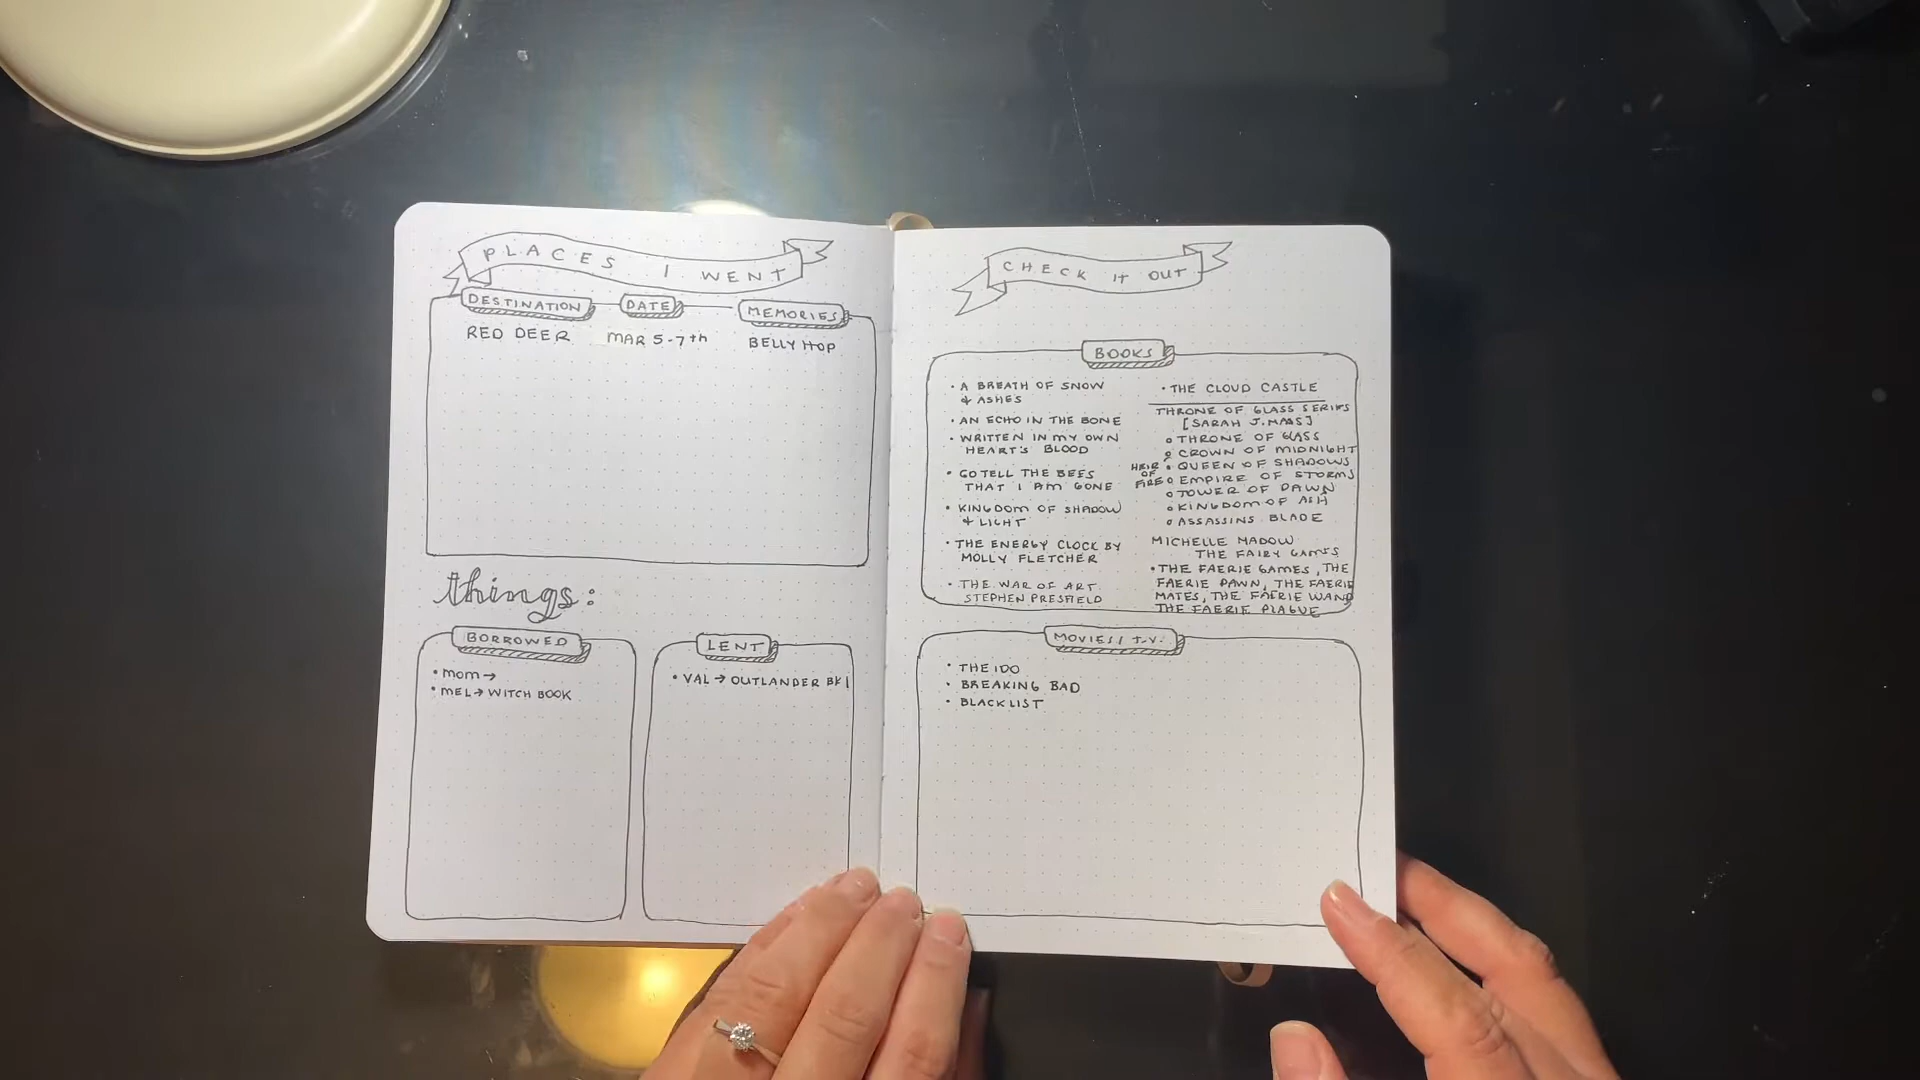 PLACES I WENT
DESTINATION DATE MEMORIES
RED DEER MAR 5-7th BELLY HOP
things:
BORROWED
• MOM →
• MEL → WITCH BOOK
LENT
• VAL → OUTLANDER BK 1
CHECK IT OUT
BOOKS
• A BREATH OF SNOW
& ASHES
• AN ECHO IN THE BONE
• WRITTEN IN MY OWN
HEART'S BLOOD
• GO TELL THE BEES
THAT I AM GONE
• KINGDOM OF SHADOW
& LIGHT
• THE ENERGY CLOCK BY
MOLLY FLETCHER
• THE WAR OF ART
STEPHEN PRESFIELD
• THE CLOUD CASTLE
THRONE OF GLASS SERIES
[SARAH J. MAAS]
o THRONE OF GLASS
o CROWN OF MIDNIGHT
HEIR OF FIRE
o QUEEN OF SHADOWS
o EMPIRE OF STORMS
o TOWER OF DAWN
o KINGDOM OF ASH
o ASSASSINS BLADE
MICHELLE MADOW
THE FAIRY GAMES
• THE FAERIE GAMES, THE
FAERIE PAWN, THE FAERIE
MATES, THE FAERIE WAND
THE FAERIE PLAGUE
MOVIES / T.V.
• THE IDO
• BREAKING BAD
• BLACKLIST